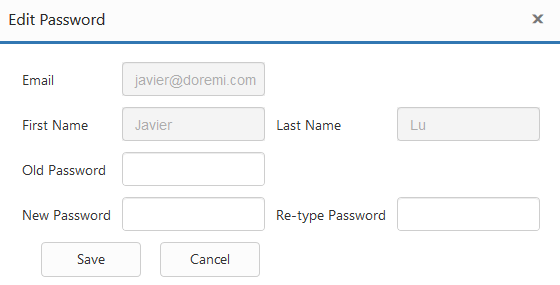 Edit Password ×
Email javier@doremi.com
First Name Javier Last Name Lu
Old Password
New Password Re-type Password
Save Cancel